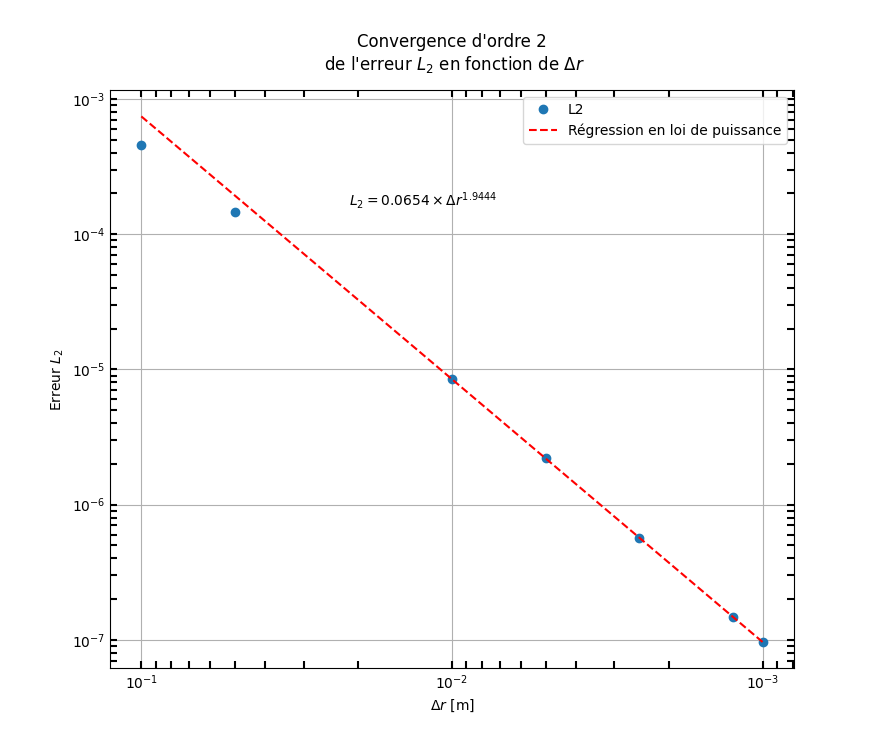 Convergence d'ordre 2
de l'erreur L₂ en fonction de Δr
10⁻³
L2
Régression en loi de puissance
L₂ = 0.0654 × Δr¹·⁹⁴⁴⁴
10⁻⁴
10⁻⁵
Erreur L₂
10⁻⁶
10⁻⁷
10⁻¹ 10⁻² 10⁻³
Δr [m]